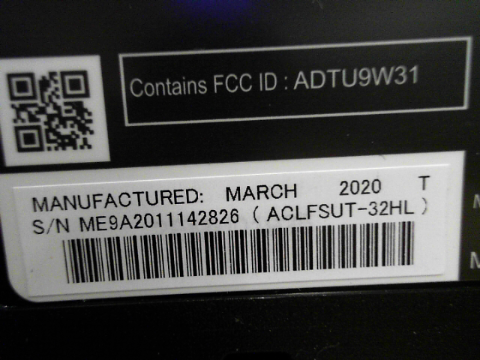 Contains FCC ID : ADTU9W31
MANUFACTURED: MARCH 2020 T
S/N ME9A2011142826 ( ACLFSUT-32HL )